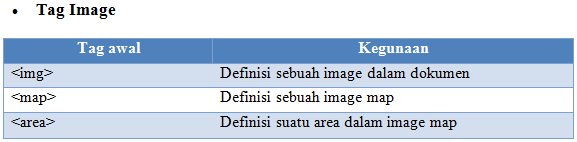 • Tag Image
Tag awal Kegunaan
<img> Definisi sebuah image dalam dokumen
<map> Definisi sebuah image map
<area> Definisi suatu area dalam image map